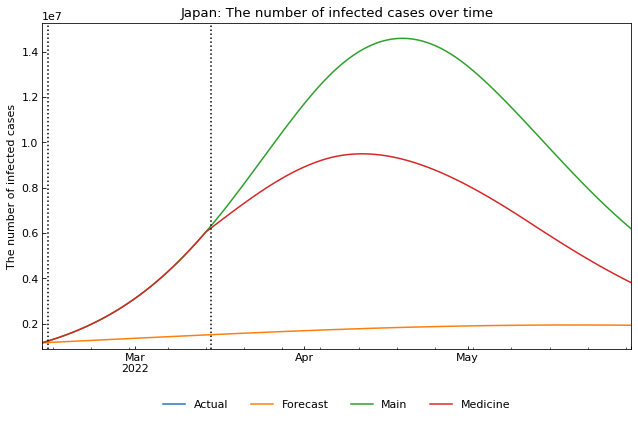 Japan: The number of infected cases over time
1e7
1.4
1.2
1.0
0.8
0.6
0.4
0.2
The number of infected cases
Mar
2022
Apr
May
Actual
Forecast
Main
Medicine